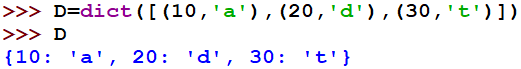 >>> D=dict([(10,'a'),(20,'d'),(30,'t')])
>>> D
{10: 'a', 20: 'd', 30: 't'}